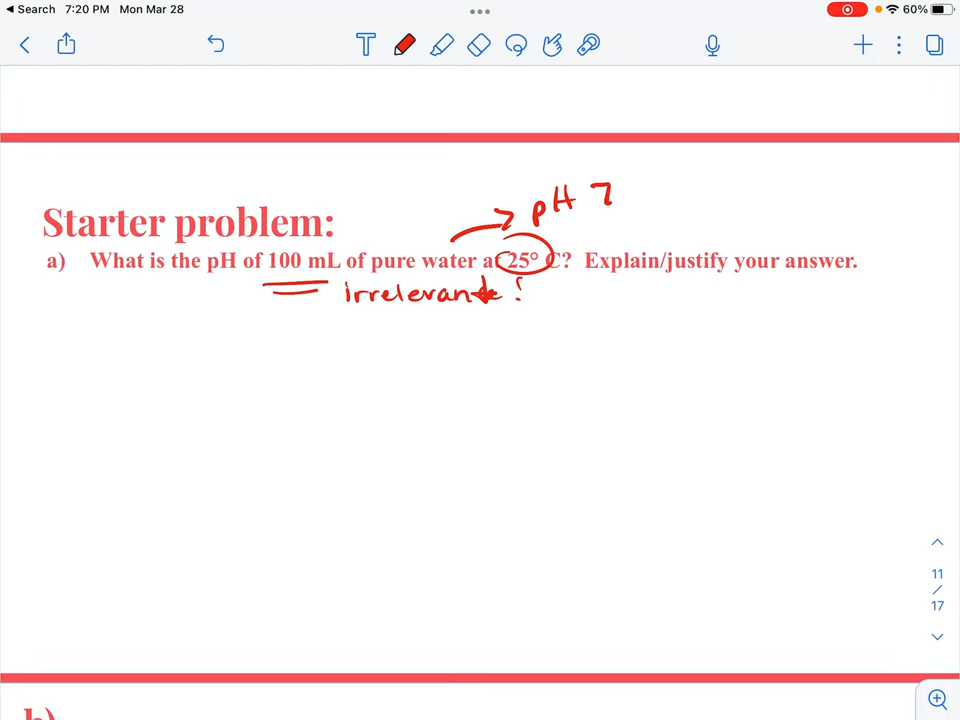 Search 7:20 PM Mon Mar 28 60%
T
pH 7
Starter problem:
a) What is the pH of 100 mL of pure water at 25° C? Explain/justify your answer.
irrelevant!
11
/
17
b)